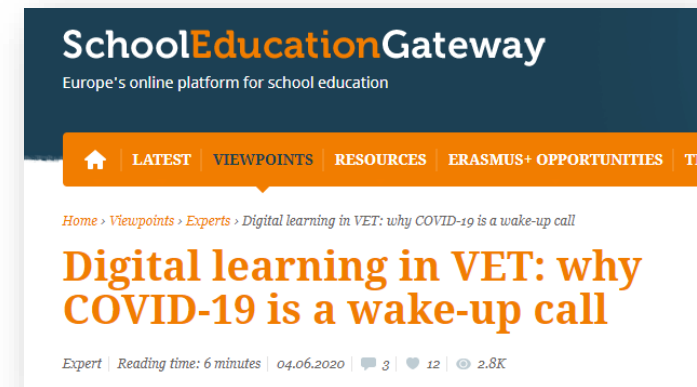 SchoolEducationGateway
Europe's online platform for school education
LATEST VIEWPOINTS RESOURCES ERASMUS+ OPPORTUNITIES
Home › Viewpoints › Experts › Digital learning in VET: why COVID-19 is a wake-up call
Digital learning in VET: why
COVID-19 is a wake-up call
Expert | Reading time: 6 minutes | 04.06.2020 | 3 | 12 | 2.8K